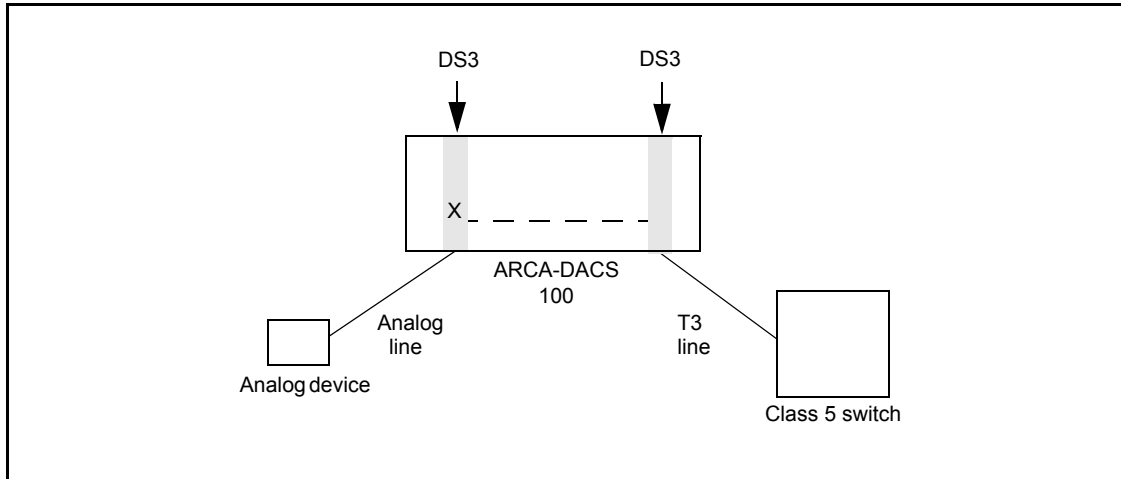 DS3
DS3
X
ARCA-DACS
100
Analog
line
T3
line
Analog device
Class 5 switch